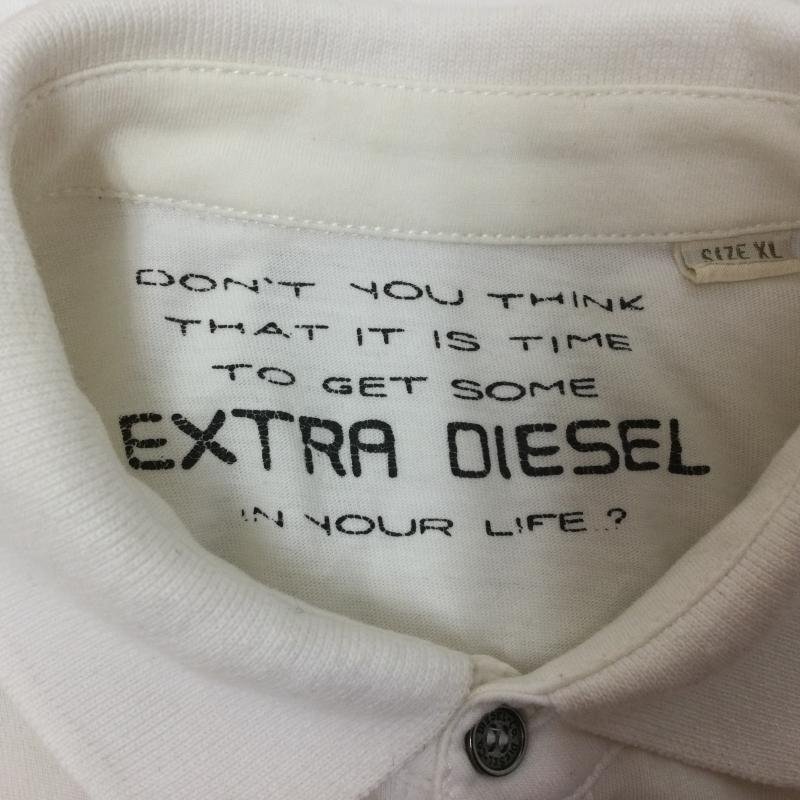 SIZE XL
DON'T YOU THINK
THAT IT IS TIME
TO GET SOME
EXTRA DIESEL
IN YOUR LIFE..?